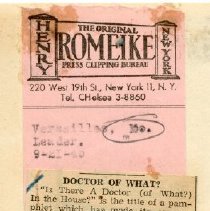 THE ORIGINAL
HENRY ROMEIKE NEW YORK
PRESS CLIPPING BUREAU
220 West 19th St., New York 11, N. Y.
Tel. CHelsea 3-8860
Versailles, Mo.
Leader.
9-21-49
DOCTOR OF WHAT?
"Is There A Doctor (of What?)
In the House?" Is the title of a pam-
phlet which has made its